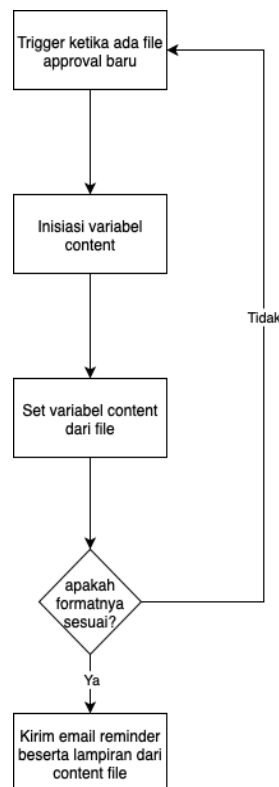 Trigger ketika ada file
approval baru
Inisiasi variabel
content
Tidak
Set variabel content
dari file
apakah
formatnya
sesuai?
Ya
Kirim email reminder
beserta lampiran dari
content file